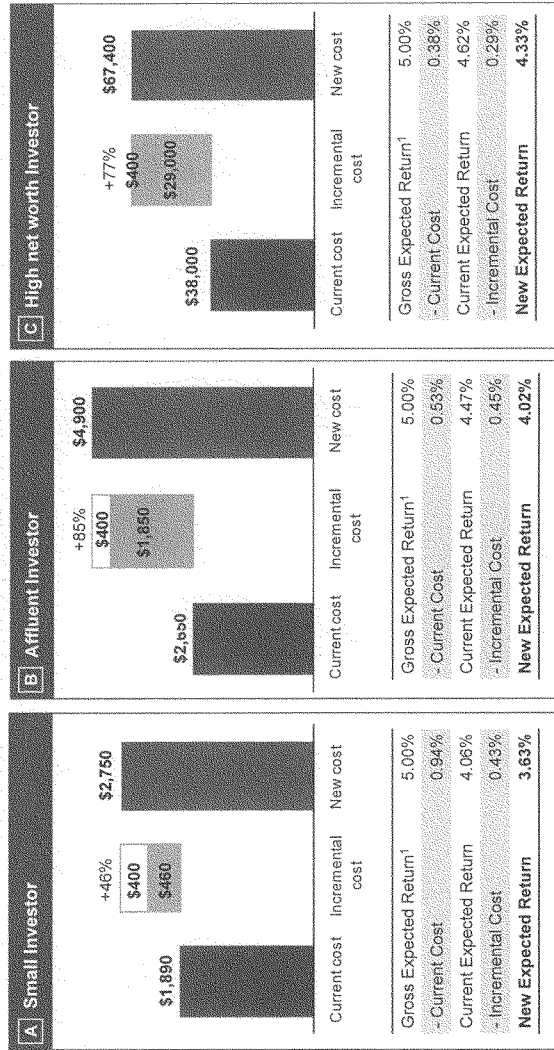 A Small Investor
+46%
$2,750
$400
$1,890
$460
Current cost
Incremental cost
New cost
Gross Expected Return¹ 5.00%
- Current Cost 0.94%
Current Expected Return 4.06%
- Incremental Cost 0.43%
New Expected Return 3.63%
B Affluent Investor
+85%
$4,900
$400
$1,850
$2,650
Current cost
Incremental cost
New cost
Gross Expected Return¹ 5.00%
- Current Cost 0.53%
Current Expected Return 4.47%
- Incremental Cost 0.45%
New Expected Return 4.02%
C High net worth Investor
+77%
$67,400
$400
$29,000
$38,000
Current cost
Incremental cost
New cost
Gross Expected Return¹ 5.00%
- Current Cost 0.38%
Current Expected Return 4.62%
- Incremental Cost 0.29%
New Expected Return 4.33%